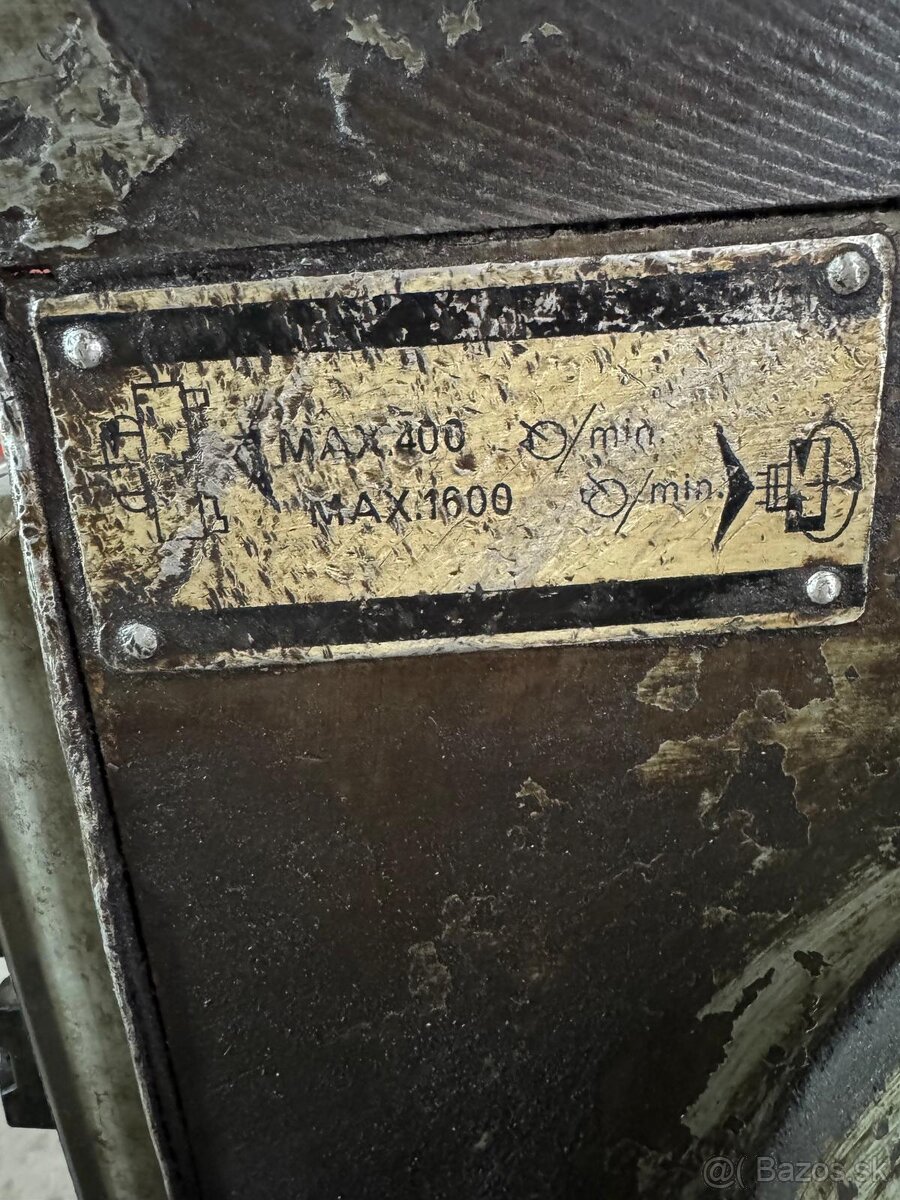 MAX.400 /min.
MAX.1600 /min.
@( Bazos.sk